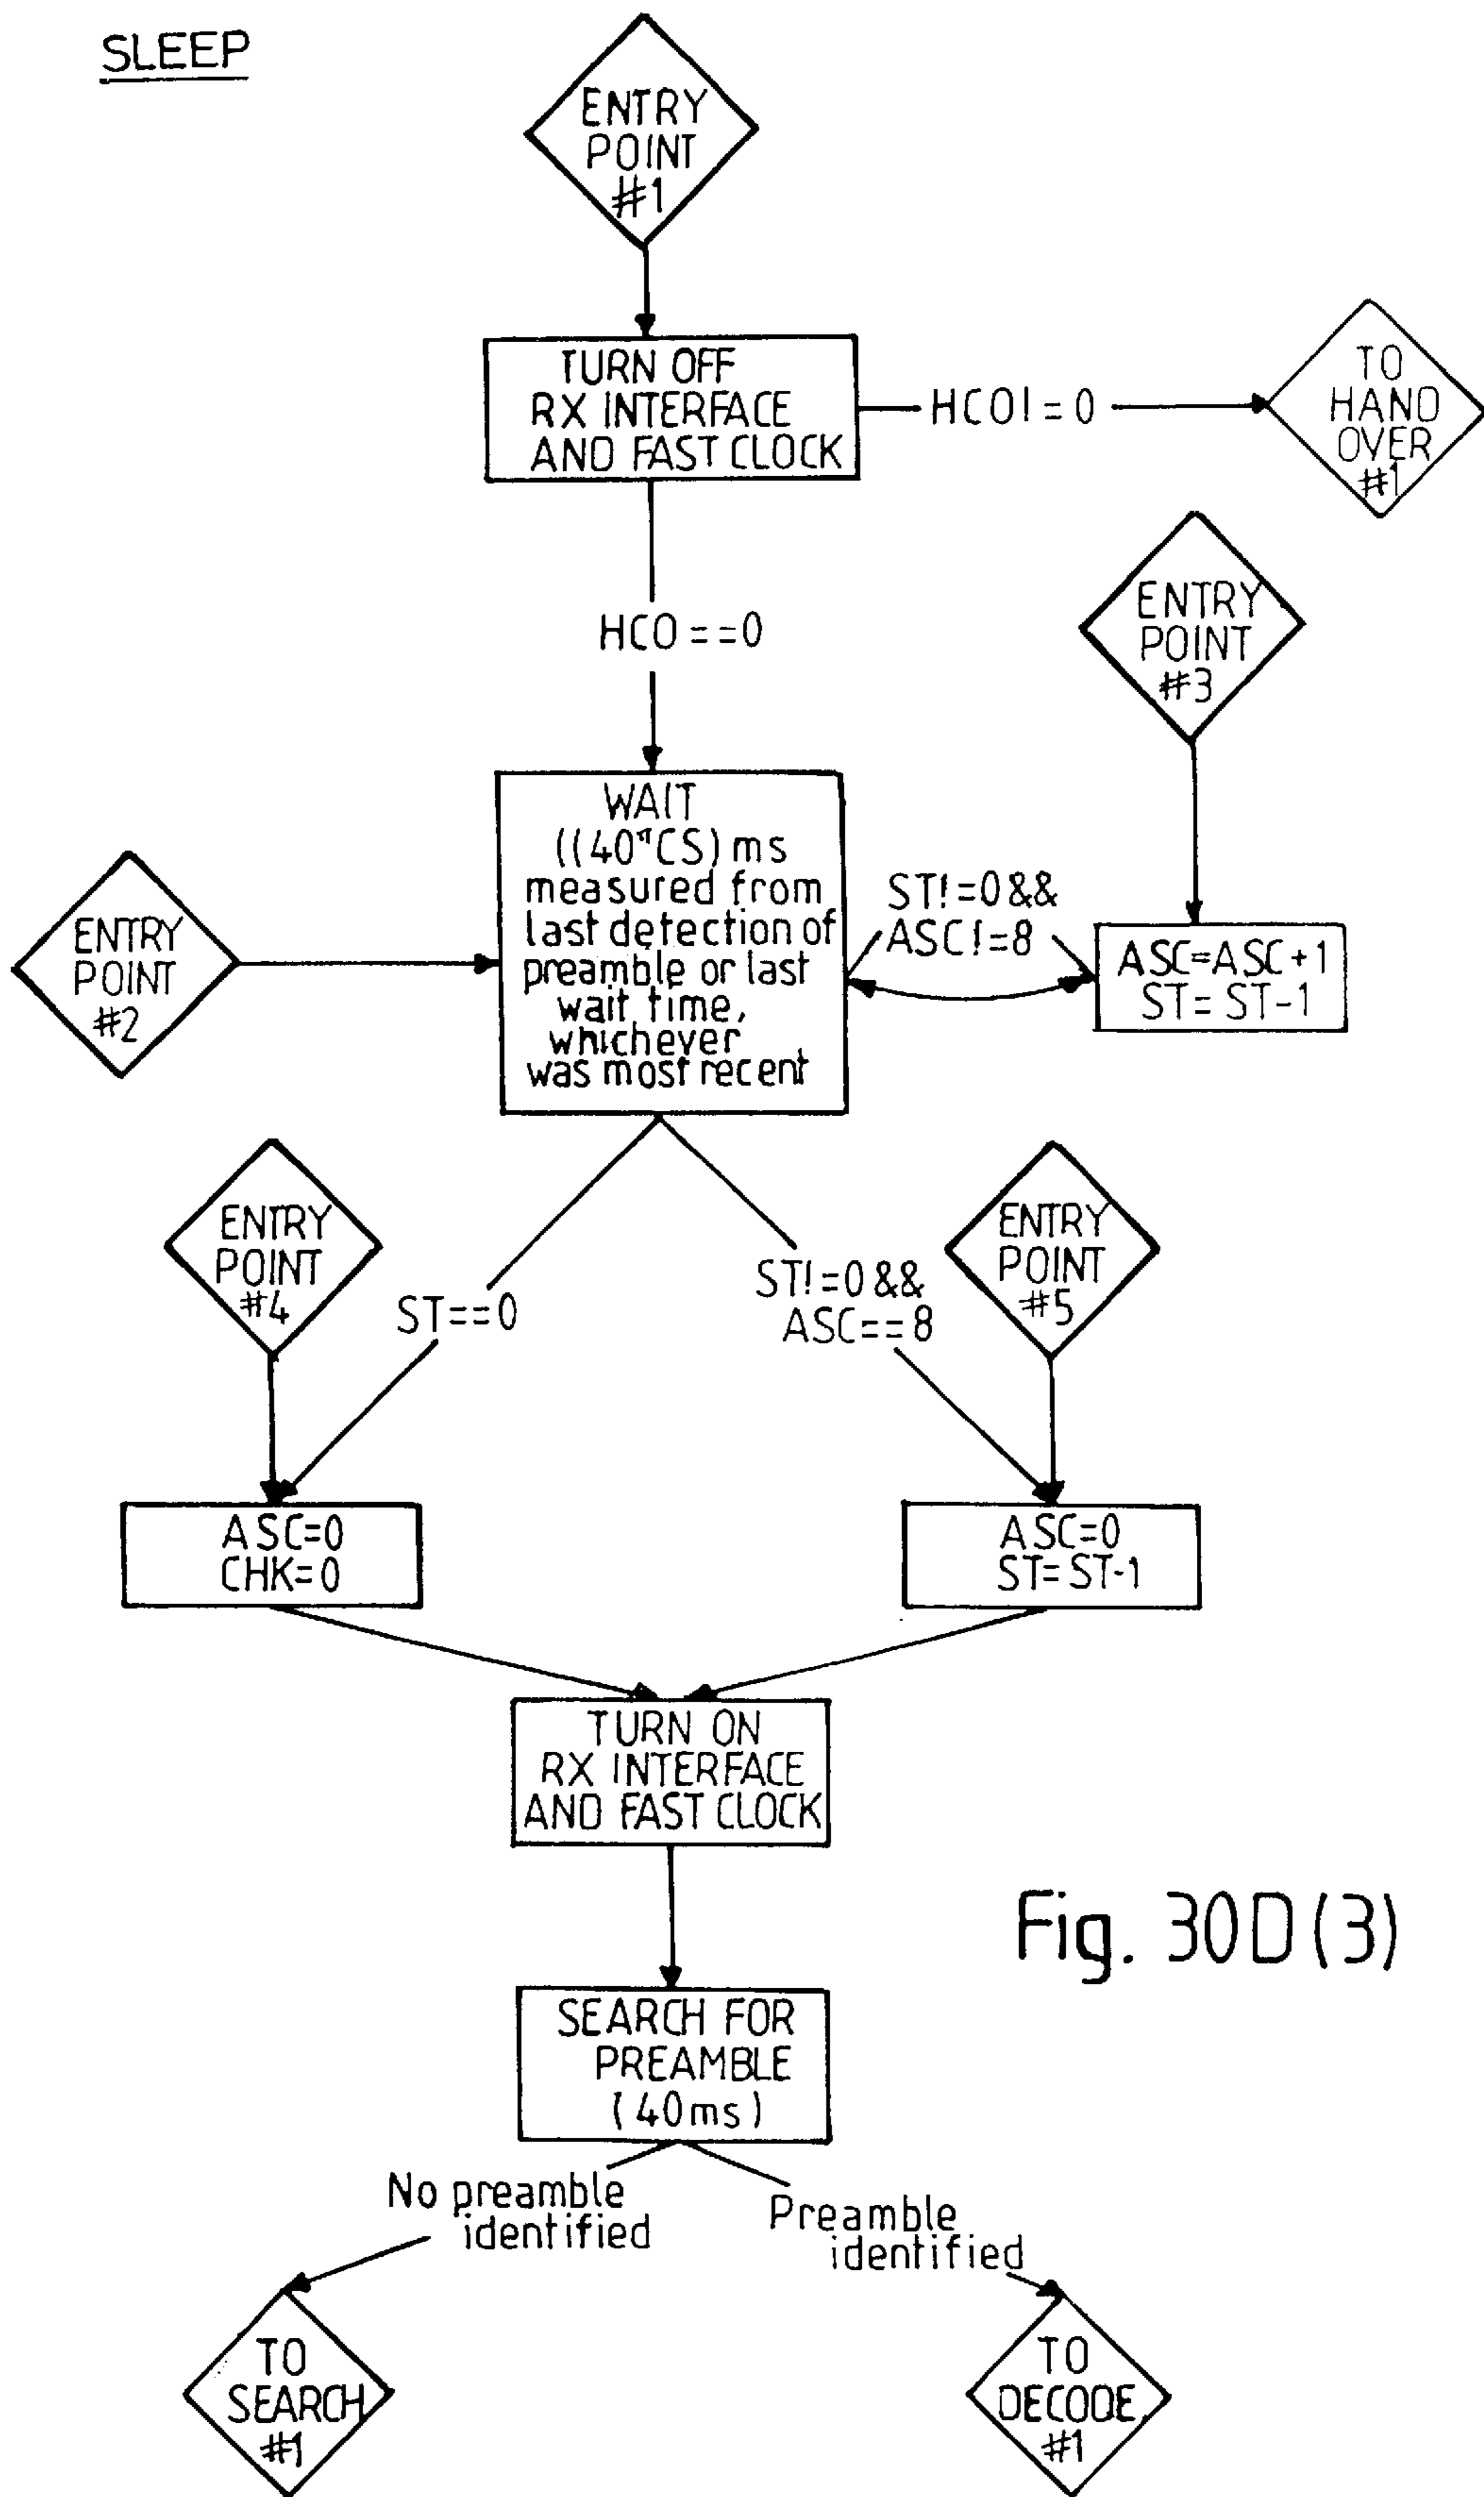 SLEEP
ENTRY
POINT
#1
TURN OFF
RX INTERFACE
AND FAST CLOCK
HCO!=0
TO
HAND
OVER
#1
HCO==0
ENTRY
POINT
#3
WAIT
((40*CS) ms
measured from
last detection of
preamble or last
wait time,
whichever
was most recent
ENTRY
POINT
#2
ST!=0 &&
ASC!=8
ASC=ASC+1
ST=ST-1
ENTRY
POINT
#4
ST==0
ST!=0 &&
ASC==8
ENTRY
POINT
#5
ASC=0
CHK=0
ASC=0
ST=ST-1
TURN ON
RX INTERFACE
AND FAST CLOCK
Fig. 30D(3)
SEARCH FOR
PREAMBLE
(40ms)
No preamble
identified
Preamble
identified
TO
SEARCH
#1
TO
DECODE
#1